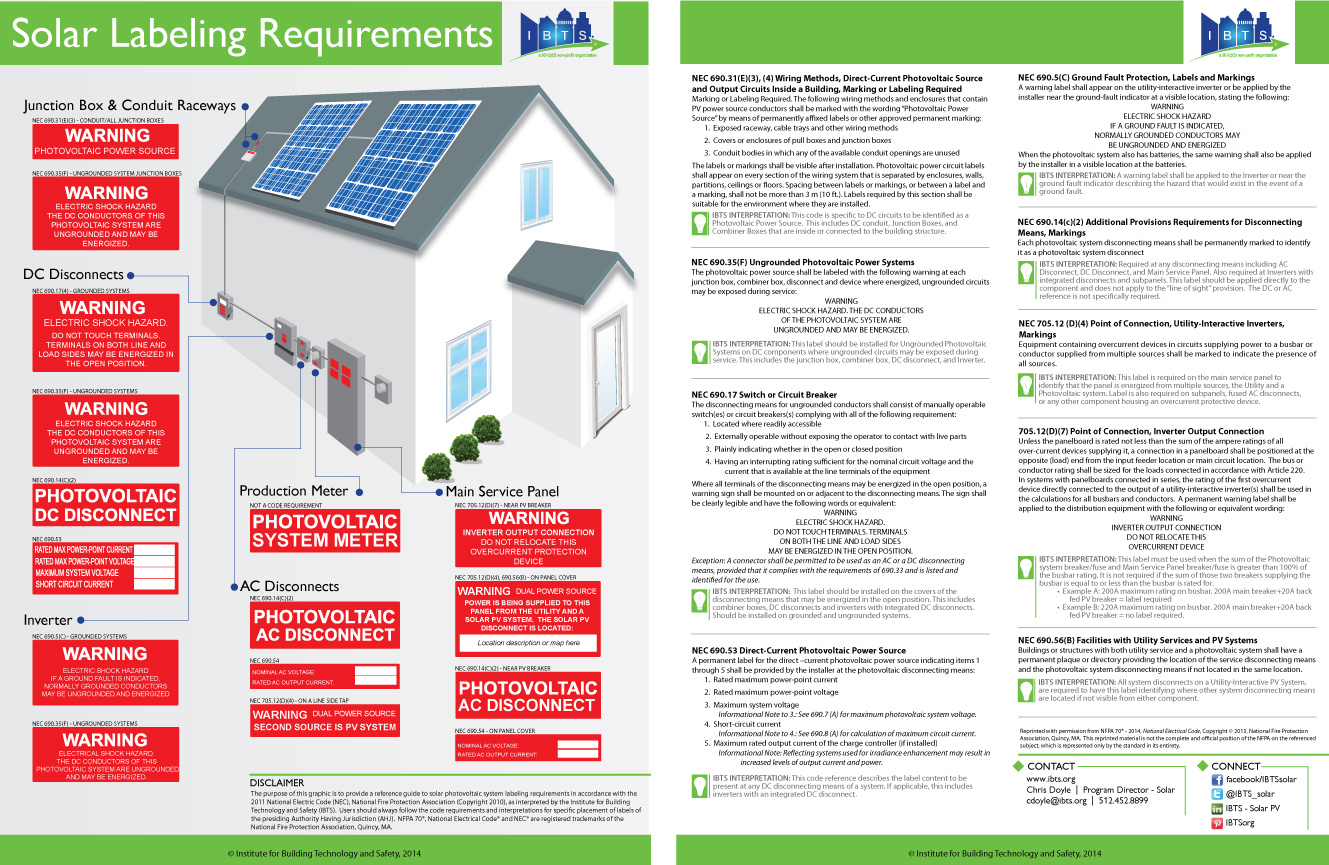 Solar Labeling Requirements
IBTS
a 501(c)(3) non-profit organization
Junction Box & Conduit Raceways
NEC 690.31(E)(3) - CONDUIT/ALL JUNCTION BOXES
WARNING
PHOTOVOLTAIC POWER SOURCE
NEC 690.35(F) - UNGROUNDED SYSTEM JUNCTION BOXES
WARNING
ELECTRIC SHOCK HAZARD
THE DC CONDUCTORS OF THIS
PHOTOVOLTAIC SYSTEM ARE
UNGROUNDED AND MAY BE
ENERGIZED.
DC Disconnects
NEC 690.17(4) - GROUNDED SYSTEMS
WARNING
ELECTRIC SHOCK HAZARD.
DO NOT TOUCH TERMINALS.
TERMINALS ON BOTH LINE AND
LOAD SIDES MAY BE ENERGIZED IN
THE OPEN POSITION.
NEC 690.35(F) - UNGROUNDED SYSTEMS
WARNING
ELECTRIC SHOCK HAZARD
THE DC CONDUCTORS OF THIS
PHOTOVOLTAIC SYSTEM ARE
UNGROUNDED AND MAY BE
ENERGIZED.
NEC 690.14(C)(2)
PHOTOVOLTAIC
DC DISCONNECT
NEC 690.53
RATED MAX POWER-POINT CURRENT
RATED MAX POWER-POINT VOLTAGE
MAXIMUM SYSTEM VOLTAGE
SHORT CIRCUIT CURRENT
Inverter
NEC 690.5(C) - GROUNDED SYSTEMS
WARNING
ELECTRIC SHOCK HAZARD
IF A GROUND FAULT IS INDICATED,
NORMALLY GROUNDED CONDUCTORS
MAY BE UNGROUNDED AND ENERGIZED
NEC 690.35(F) - UNGROUNDED SYSTEMS
WARNING
ELECTRICAL SHOCK HAZARD.
THE DC CONDUCTORS OF THIS
PHOTOVOLTAIC SYSTEM ARE UNGROUNDED
AND MAY BE ENERGIZED.
Production Meter
NOT A CODE REQUIREMENT
PHOTOVOLTAIC
SYSTEM METER
AC Disconnects
NEC 690.14(C)(2)
PHOTOVOLTAIC
AC DISCONNECT
NEC 690.54
NOMINAL AC VOLTAGE:
RATED AC OUTPUT CURRENT:
NEC 705.12(D)(4) - ON A LINE SIDE TAP
WARNING DUAL POWER SOURCE
SECOND SOURCE IS PV SYSTEM
Main Service Panel
NEC 705.12(D)(7) - NEAR PV BREAKER
WARNING
INVERTER OUTPUT CONNECTION
DO NOT RELOCATE THIS
OVERCURRENT PROTECTION
DEVICE
NEC 705.12(D)(4), 690.56(B) - ON PANEL COVER
WARNING DUAL POWER SOURCE
POWER IS BEING SUPPLIED TO THIS
PANEL FROM THE UTILITY AND A
SOLAR PV SYSTEM. THE SOLAR PV
DISCONNECT IS LOCATED:
Location description or map here
NEC 690.14(C)(2) - NEAR PV BREAKER
PHOTOVOLTAIC
AC DISCONNECT
NEC 690.54 - ON PANEL COVER
NOMINAL AC VOLTAGE:
RATED AC OUTPUT CURRENT:
DISCLAIMER
The purpose of this graphic is to provide a reference guide to solar photovoltaic system labeling requirements in accordance with the
2011 National Electric Code (NEC), National Fire Protection Association (Copyright 2010), as interpreted by the Institute for Building
Technology and Safety (IBTS). Users should always follow the code requirements and interpretations for specific placement of labels of
the presiding Authority Having Jurisdiction (AHJ). NFPA 70®, National Electrical Code® and NEC® are registered trademarks of the
National Fire Protection Association, Quincy, MA.
© Institute for Building Technology and Safety, 2014
IBTS
a 501(c)(3) non-profit organization
NEC 690.31(E)(3), (4) Wiring Methods, Direct-Current Photovoltaic Source
and Output Circuits Inside a Building, Marking or Labeling Required
Marking or Labeling Required. The following wiring methods and enclosures that contain
PV power source conductors shall be marked with the wording "Photovoltaic Power
Source" by means of permanently affixed labels or other approved permanent marking:
1. Exposed raceway, cable trays and other wiring methods
2. Covers or enclosures of pull boxes and junction boxes
3. Conduit bodies in which any of the available conduit openings are unused
The labels or markings shall be visible after installation. Photovoltaic power circuit labels
shall appear on every section of the wiring system that is separated by enclosures, walls,
partitions, ceilings or floors. Spacing between labels or markings, or between a label and
a marking, shall not be more than 3 m (10 ft.). Labels required by this section shall be
suitable for the environment where they are installed.
IBTS INTERPRETATION: This code is specific to DC circuits to be identified as a
Photovoltaic Power Source. This includes DC conduit, Junction Boxes, and
Combiner Boxes that are inside or connected to the building structure.
NEC 690.35(F) Ungrounded Photovoltaic Power Systems
The photovoltaic power source shall be labeled with the following warning at each
junction box, combiner box, disconnect and device where energized, ungrounded circuits
may be exposed during service:
WARNING
ELECTRIC SHOCK HAZARD. THE DC CONDUCTORS
OF THE PHOTOVOLTAIC SYSTEM ARE
UNGROUNDED AND MAY BE ENERGIZED.
IBTS INTERPRETATION: This label should be installed for Ungrounded Photovoltaic
Systems on DC components where ungrounded circuits may be exposed during
service. This includes the junction box, combiner box, DC disconnect, and Inverter.
NEC 690.17 Switch or Circuit Breaker
The disconnecting means for ungrounded conductors shall consist of manually operable
switch(es) or circuit breakers(s) complying with all of the following requirement:
1. Located where readily accessible
2. Externally operable without exposing the operator to contact with live parts
3. Plainly indicating whether in the open or closed position
4. Having an interrupting rating sufficient for the nominal circuit voltage and the
current that is available at the line terminals of the equipment
Where all terminals of the disconnecting means may be energized in the open position, a
warning sign shall be mounted on or adjacent to the disconnecting means. The sign shall
be clearly legible and have the following words or equivalent:
WARNING
ELECTRIC SHOCK HAZARD.
DO NOT TOUCH TERMINALS. TERMINALS
ON BOTH THE LINE AND LOAD SIDES
MAY BE ENERGIZED IN THE OPEN POSITION.
Exception: A connector shall be permitted to be used as an AC or a DC disconnecting
means, provided that it complies with the requirements of 690.33 and is listed and
identified for the use.
IBTS INTERPRETATION: This label should be installed on the covers of the
disconnecting means that may be energized in the open position. This includes
combiner boxes, DC disconnects and inverters with integrated DC disconnects.
Should be installed on grounded and ungrounded systems.
NEC 690.53 Direct-Current Photovoltaic Power Source
A permanent label for the direct –current photovoltaic power source indicating items 1
through 5 shall be provided by the installer at the photovoltaic disconnecting means:
1. Rated maximum power-point current
2. Rated maximum power-point voltage
3. Maximum system voltage
Informational Note to 3.: See 690.7 (A) for maximum photovoltaic system voltage.
4. Short-circuit current
Informational Note to 4.: See 690.8 (A) for calculation of maximum circuit current.
5. Maximum rated output current of the charge controller (if installed)
Informational Note: Reflecting systems used for irradiance enhancement may result in
increased levels of output current and power.
IBTS INTERPRETATION: This code reference describes the label content to be
present at any DC disconnecting means of a system. If applicable, this includes
inverters with an integrated DC disconnect.
NEC 690.5(C) Ground Fault Protection, Labels and Markings
A warning label shall appear on the utility-interactive inverter or be applied by the
installer near the ground-fault indicator at a visible location, stating the following:
WARNING
ELECTRIC SHOCK HAZARD
IF A GROUND FAULT IS INDICATED,
NORMALLY GROUNDED CONDUCTORS MAY
BE UNGROUNDED AND ENERGIZED
When the photovoltaic system also has batteries, the same warning shall also be applied
by the installer in a visible location at the batteries.
IBTS INTERPRETATION: A warning label shall be applied to the Inverter or near the
ground fault indicator describing the hazard that would exist in the event of a
ground fault.
NEC 690.14(c)(2) Additional Provisions Requirements for Disconnecting
Means, Markings
Each photovoltaic system disconnecting means shall be permanently marked to identify
it as a photovoltaic system disconnect
IBTS INTERPRETATION: Required at any disconnecting means including AC
Disconnect, DC Disconnect, and Main Service Panel. Also required at Inverters with
integrated disconnects and subpanels. This label should be applied directly to the
component and does not apply to the "line of sight" provision. The DC or AC
reference is not specifically required.
NEC 705.12 (D)(4) Point of Connection, Utility-Interactive Inverters,
Markings
Equipment containing overcurrent devices in circuits supplying power to a busbar or
conductor supplied from multiple sources shall be marked to indicate the presence of
all sources.
IBTS INTERPRETATION: This label is required on the main service panel to
identify that the panel is energized from multiple sources, the Utility and a
Photovoltaic system. Label is also required on subpanels, fused AC disconnects,
or any other component housing an overcurrent protective device.
705.12(D)(7) Point of Connection, Inverter Output Connection
Unless the panelboard is rated not less than the sum of the ampere ratings of all
over-current devices supplying it, a connection in a panelboard shall be positioned at the
opposite (load) end from the input feeder location or main circuit location. The bus or
conductor rating shall be sized for the loads connected in accordance with Article 220.
In systems with panelboards connected in series, the rating of the first overcurrent
device directly connected to the output of a utility-interactive inverter(s) shall be used in
the calculations for all busbars and conductors. A permanent warning label shall be
applied to the distribution equipment with the following or equivalent wording:
WARNING
INVERTER OUTPUT CONNECTION
DO NOT RELOCATE THIS
OVERCURRENT DEVICE
IBTS INTERPRETATION: This label must be used when the sum of the Photovoltaic
system breaker/fuse and Main Service Panel breaker/fuse is greater than 100% of
the busbar rating. It is not required if the sum of those two breakers supplying the
busbar is equal to or less than the busbar is rated for.
• Example A: 200A maximum rating on busbar. 200A main breaker+20A back
fed PV breaker = label required
• Example B: 220A maximum rating on busbar. 200A main breaker+20A back
fed PV breaker = no label required.
NEC 690.56(B) Facilities with Utility Services and PV Systems
Buildings or structures with both utility service and a photovoltaic system shall have a
permanent plaque or directory providing the location of the service disconnecting means
and the photovoltaic system disconnecting means if not located in the same location.
IBTS INTERPRETATION: All system disconnects on a Utility-Interactive PV System,
are required to have this label identifying where other system disconnecting means
are located if not visible from either component.
Reprinted with permission from NFPA 70® - 2014, National Electrical Code, Copyright © 2013, National Fire Protection
Association, Quincy, MA. This reprinted material is not the complete and official position of the NFPA on the referenced
subject, which is represented only by the standard in its entirety.
CONTACT
www.ibts.org
Chris Doyle | Program Director - Solar
cdoyle@ibts.org | 512.452.8899
CONNECT
facebook/IBTSsolar
@IBTS_solar
IBTS - Solar PV
IBTSorg
© Institute for Building Technology and Safety, 2014